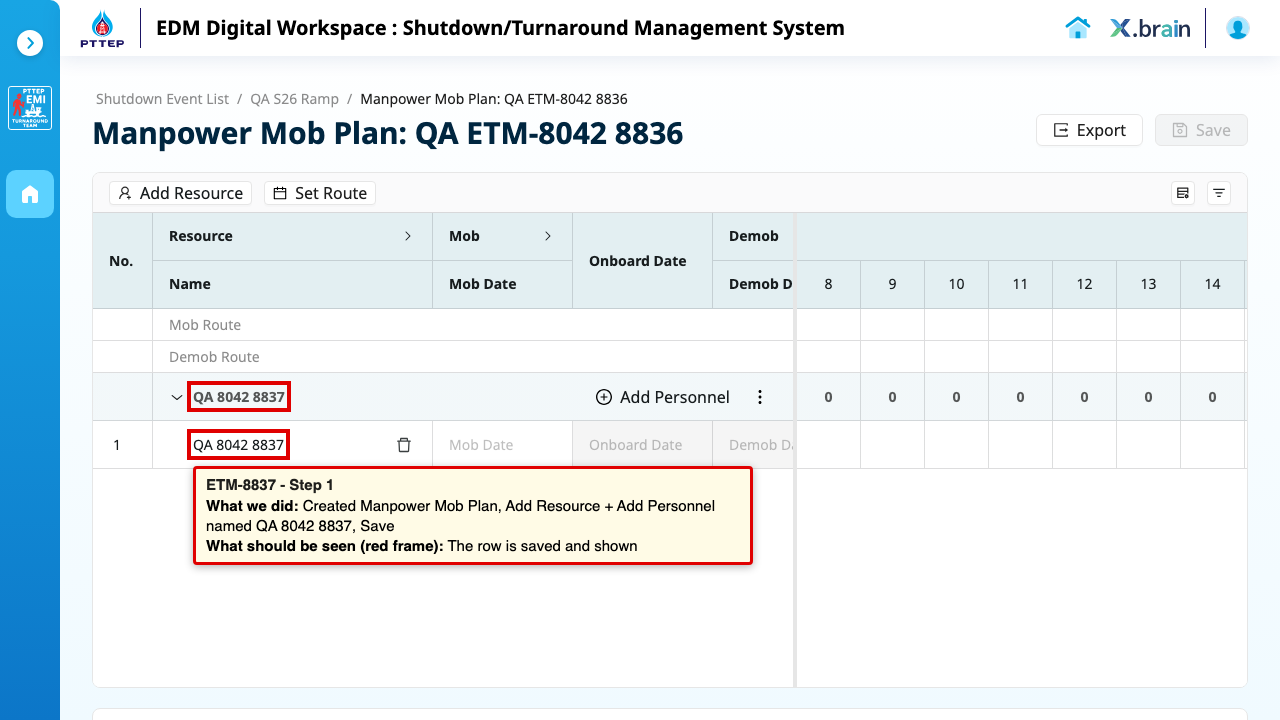 PTTEP
EDM Digital Workspace : Shutdown/Turnaround Management System
X.brain
PTTEP
EMI
TURNAROUND
TEAM
Shutdown Event List / QA S26 Ramp / Manpower Mob Plan: QA ETM-8042 8836
Manpower Mob Plan: QA ETM-8042 8836
Export
Save
Add Resource
Set Route
No.
Resource
Mob
Onboard Date
Demob
Name
Mob Date
Demob D
8 9 10 11 12 13 14
Mob Route
Demob Route
QA 8042 8837
Add Personnel
0 0 0 0 0 0 0
1
QA 8042 8837
Mob Date
Onboard Date
Demob Da
ETM-8837 - Step 1
What we did: Created Manpower Mob Plan, Add Resource + Add Personnel
named QA 8042 8837, Save
What should be seen (red frame): The row is saved and shown